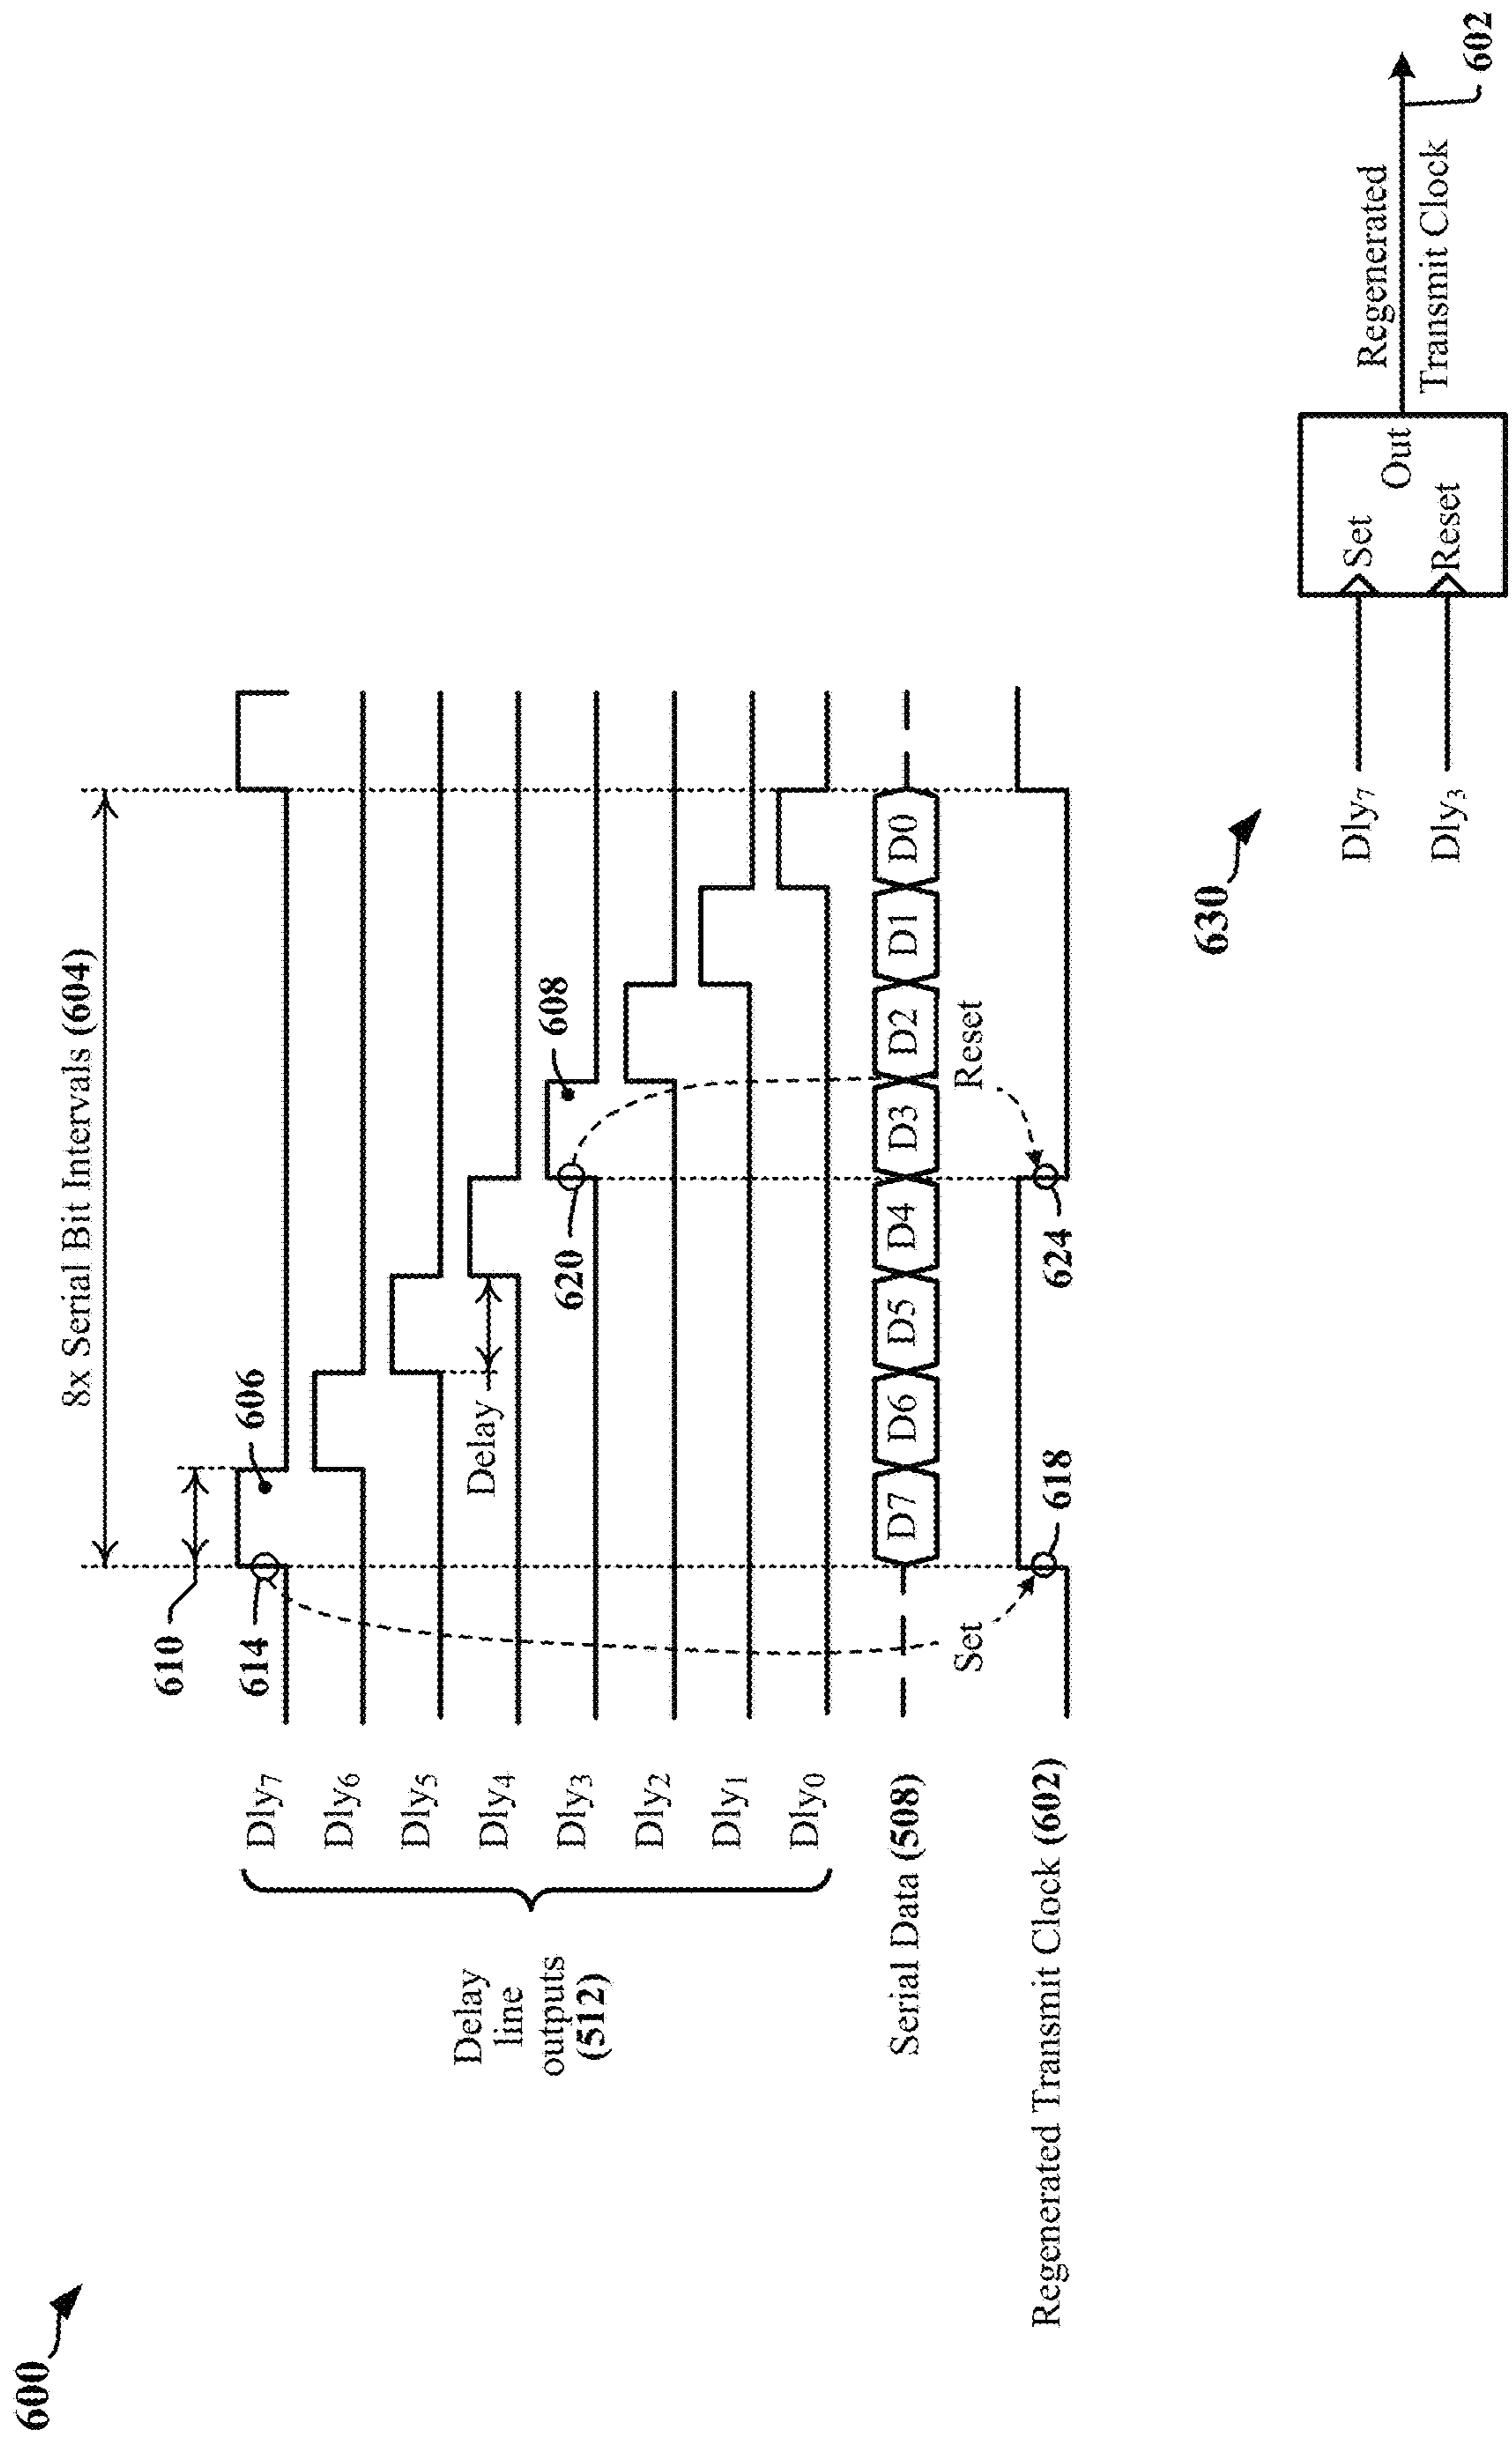 600
8x Serial Bit Intervals (604)
610
614
606
Dly7
Dly6
Dly5
Dly4
Dly3
Dly2
Dly1
Dly0
Delay
line
outputs
(512)
Delay
620
608
Serial Data (508)
D7 D6 D5 D4 D3 D2 D1 D0
Set
Reset
Regenerated Transmit Clock (602)
618
624
630
Dly7
Dly3
Set
Reset
Out
Regenerated
Transmit Clock
602